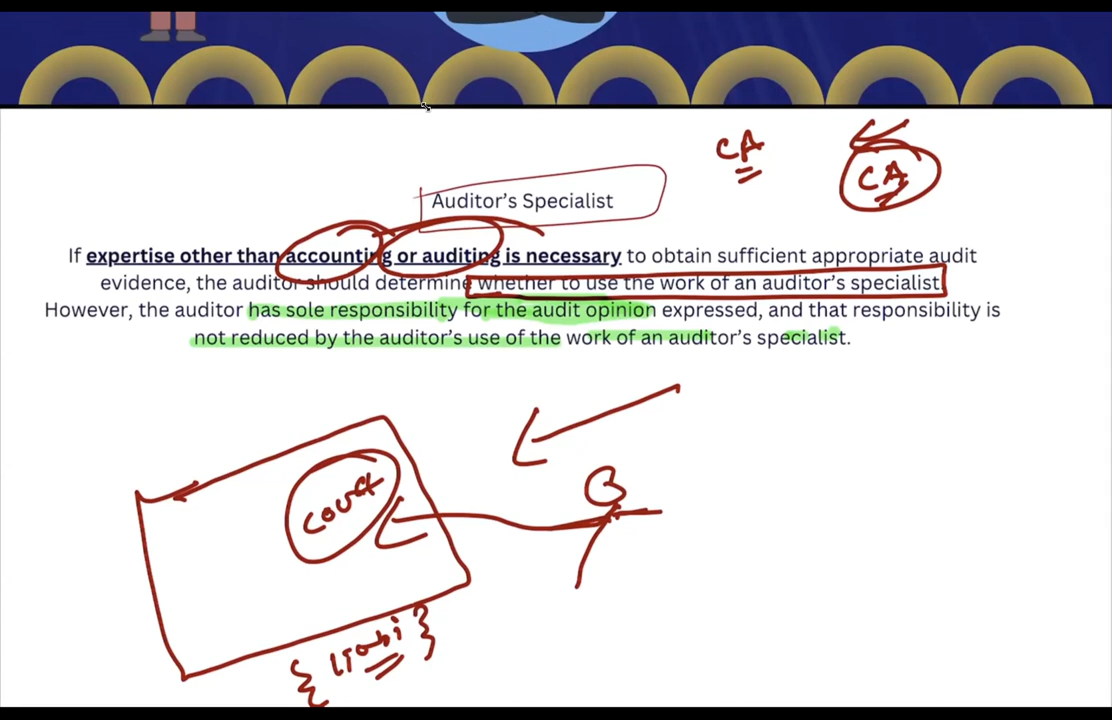 CA CA
Auditor's Specialist
If expertise other than accounting or auditing is necessary to obtain sufficient appropriate audit
evidence, the auditor should determine whether to use the work of an auditor's specialist.
However, the auditor has sole responsibility for the audit opinion expressed, and that responsibility is
not reduced by the auditor's use of the work of an auditor's specialist.
court